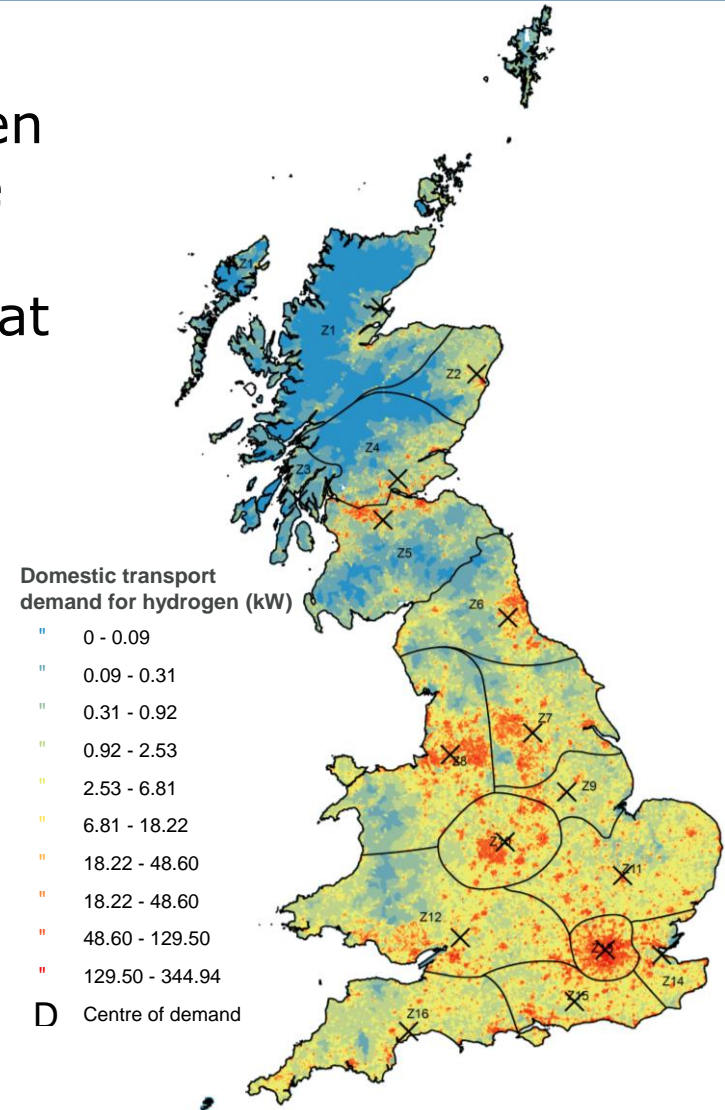 en
e
at
Domestic transport
demand for hydrogen (kW)
" 0 - 0.09
" 0.09 - 0.31
" 0.31 - 0.92
" 0.92 - 2.53
" 2.53 - 6.81
" 6.81 - 18.22
" 18.22 - 48.60
" 18.22 - 48.60
" 48.60 - 129.50
" 129.50 - 344.94
D Centre of demand
Z1
Z1
Z2
Z4
Z3
Z5
Z6
Z7
Z8
Z9
Z11
Z12
Z14
Z15
Z16